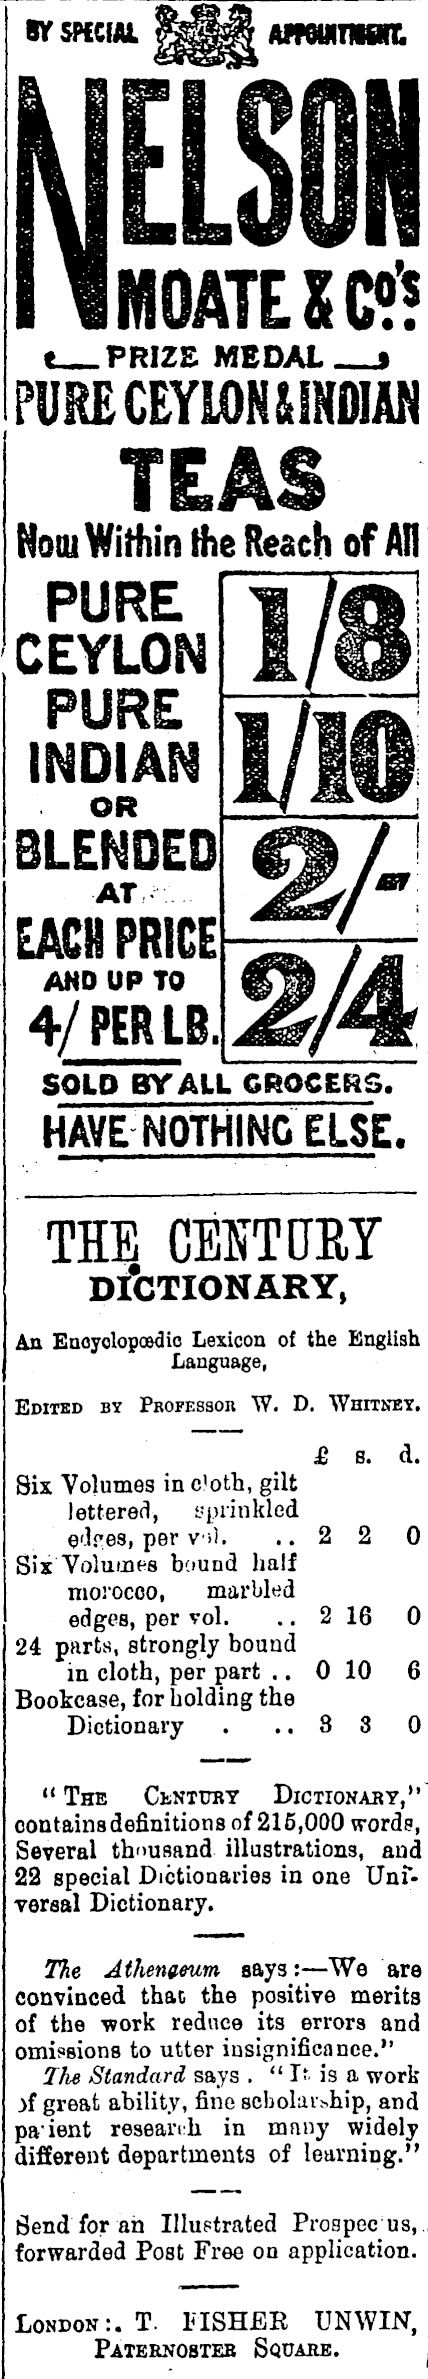 BY SPECIAL APPOINTMENT.
NELSON
MOATE & Co's.
PRIZE MEDAL
PURE CEYLON & INDIAN
TEAS
Now Within the Reach of All
PURE
CEYLON
PURE
INDIAN
OR
BLENDED
AT
EACH PRICE
AND UP TO
4/ PER LB.
1/8
1/10
2/-
2/4
SOLD BY ALL GROCERS.
HAVE NOTHING ELSE.
THE CENTURY
DICTIONARY,
An Encyclopœdic Lexicon of the English
Language,
EDITED BY PROFESSOR W. D. WHITNEY.
£ s. d.
Six Volumes in cloth, gilt
lettered, sprinkled
edges, per vol. .. 2 2 0
Six Volumes bound half
morocco, marbled
edges, per vol. .. 2 16 0
24 parts, strongly bound
in cloth, per part .. 0 10 6
Bookcase, for holding the
Dictionary . .. 3 3 0
"THE CENTURY DICTIONARY,"
contains definitions of 215,000 words,
Several thousand illustrations, and
22 special Dictionaries in one Uni-
versal Dictionary.
The Athenæum says:—We are
convinced that the positive merits
of the work reduce its errors and
omissions to utter insignificance."
The Standard says. "It is a work
of great ability, fine scholarship, and
patient research in many widely
different departments of learning."
Send for an Illustrated Prospectus,
forwarded Post Free on application.
LONDON:. T. FISHER UNWIN,
PATERNOSTER SQUARE.